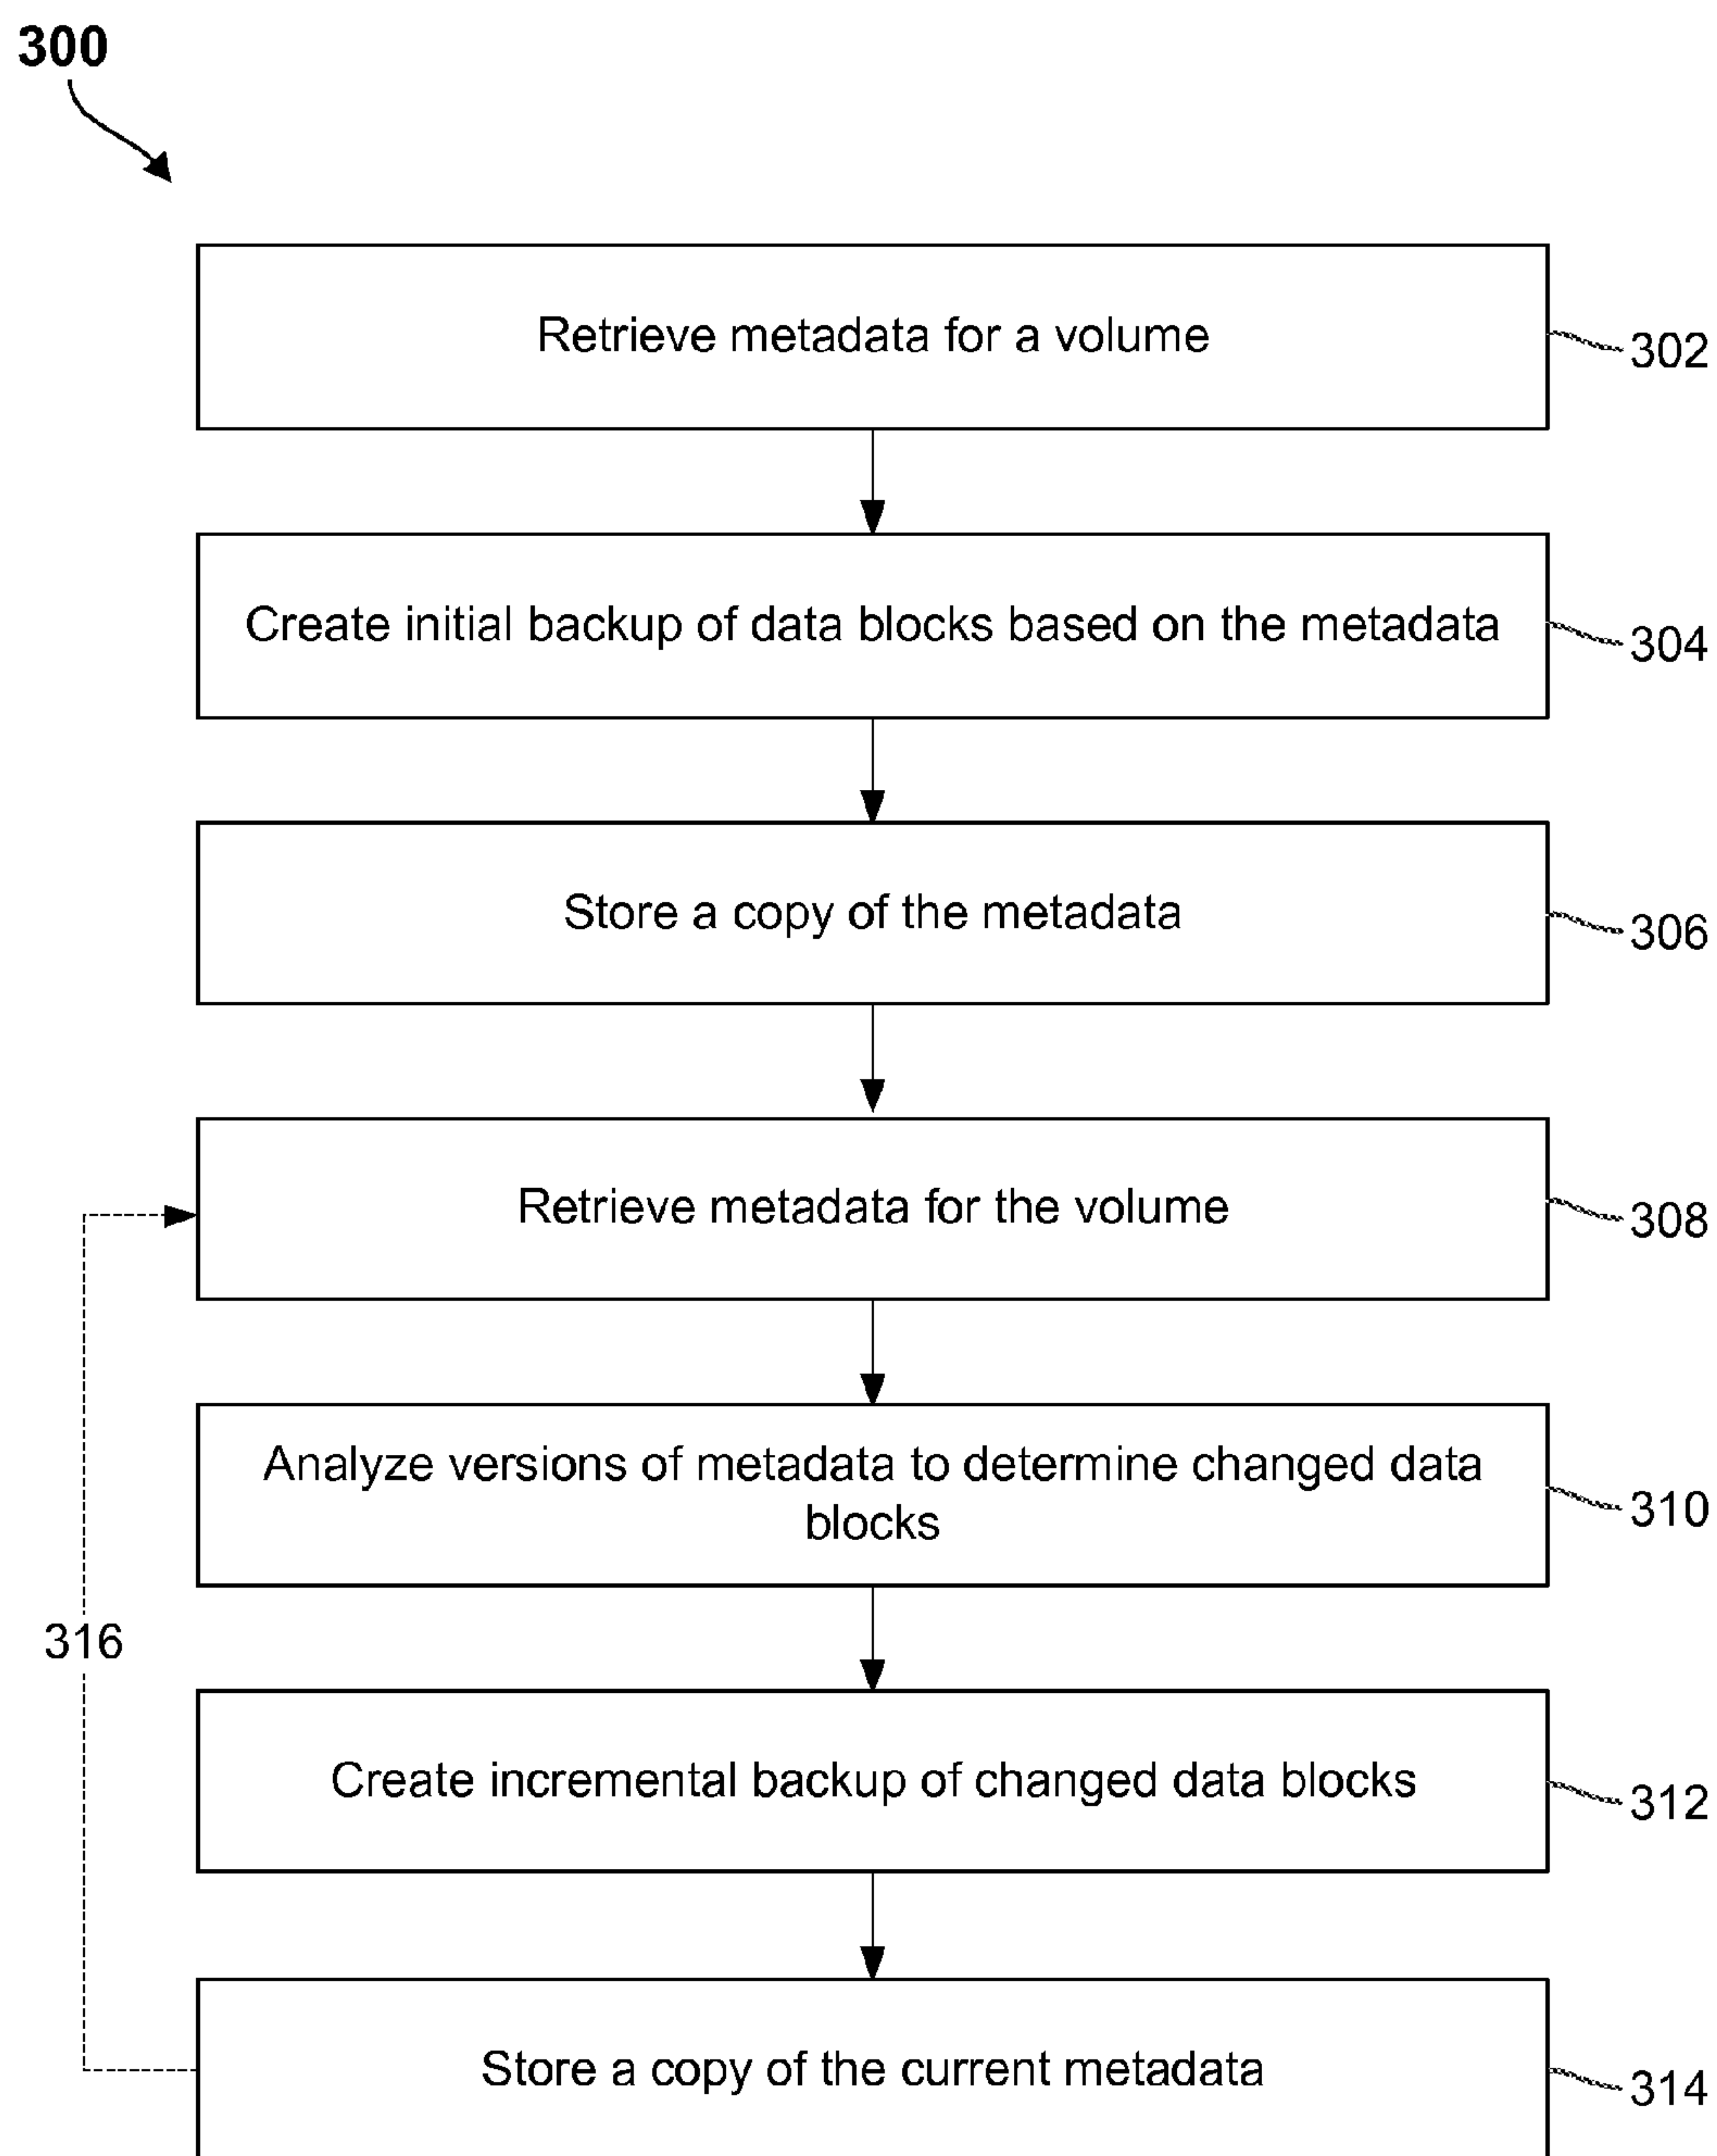 300
Retrieve metadata for a volume
302
Create initial backup of data blocks based on the metadata
304
Store a copy of the metadata
306
Retrieve metadata for the volume
308
Analyze versions of metadata to determine changed data
blocks
310
316
Create incremental backup of changed data blocks
312
Store a copy of the current metadata
314